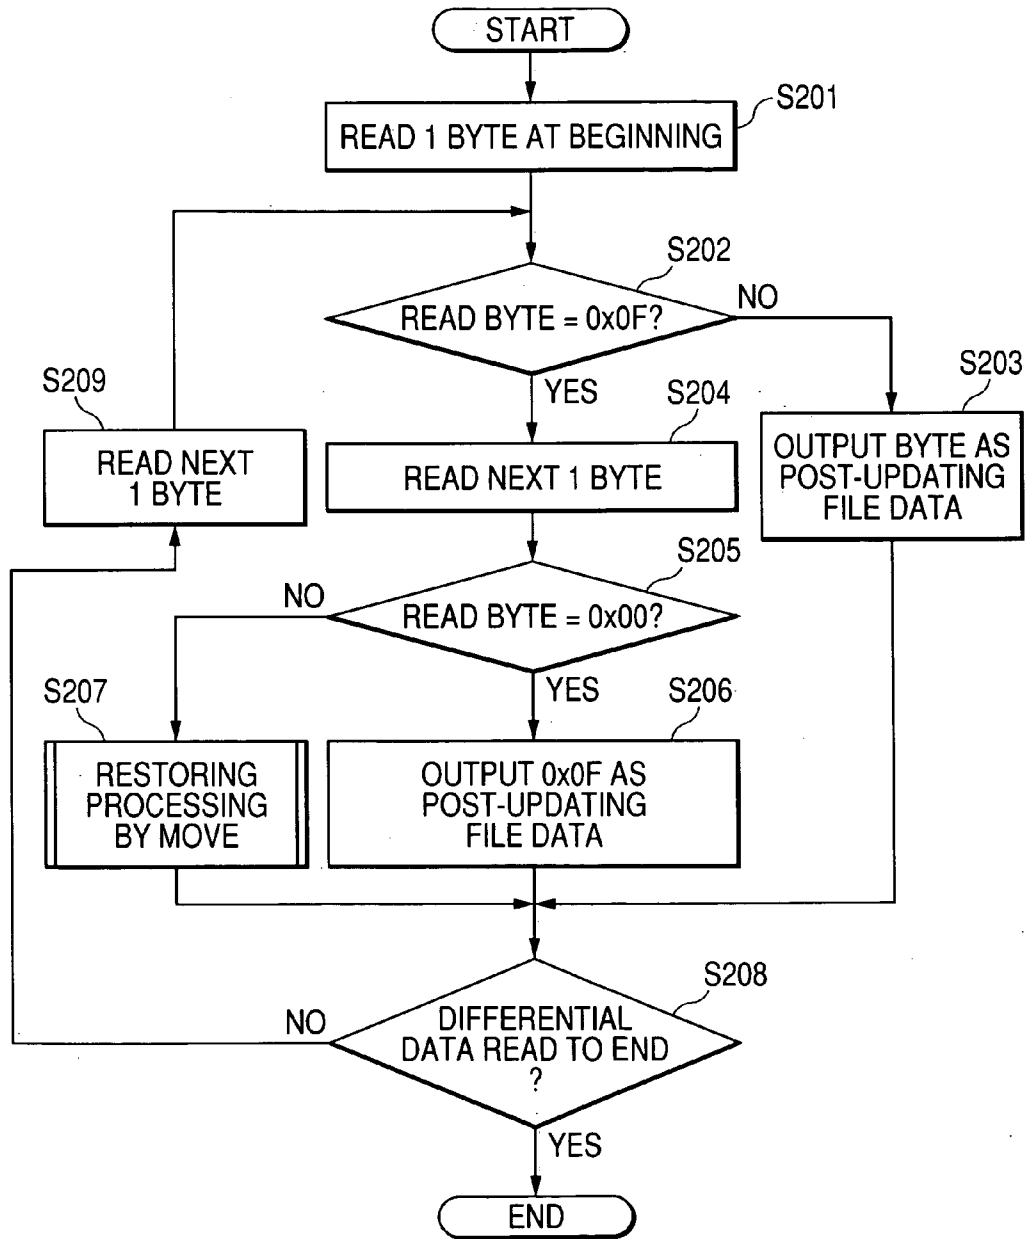 START
S201
READ 1 BYTE AT BEGINNING
S202
READ BYTE = 0x0F?
NO
YES
S203
OUTPUT BYTE AS
POST-UPDATING
FILE DATA
S209
READ NEXT
1 BYTE
S204
READ NEXT 1 BYTE
S205
READ BYTE = 0x00?
NO
YES
S207
RESTORING
PROCESSING
BY MOVE
S206
OUTPUT 0x0F AS
POST-UPDATING
FILE DATA
S208
DIFFERENTIAL
DATA READ TO END
?
NO
YES
END